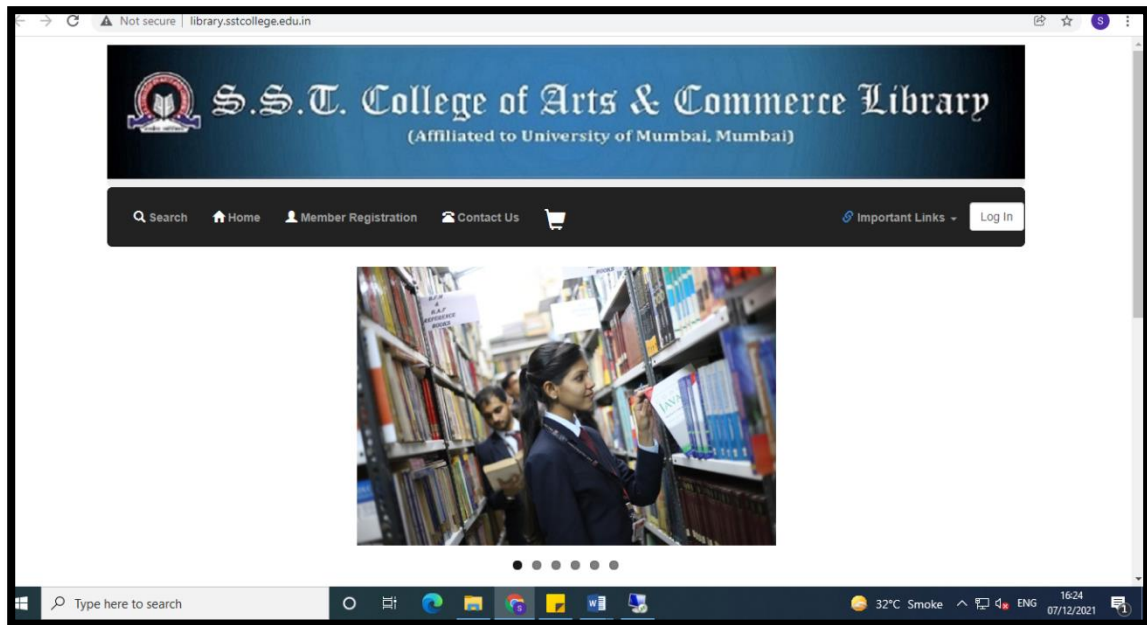 Not secure | library.sstcollege.edu.in
S
S.S.T. College of Arts & Commerce Library
(Affiliated to University of Mumbai, Mumbai)
Search Home Member Registration Contact Us Important Links Log In
B.A.F
REFERENCE
BOOKS
JAVA
Type here to search
32°C Smoke ENG 16:24
07/12/2021
1